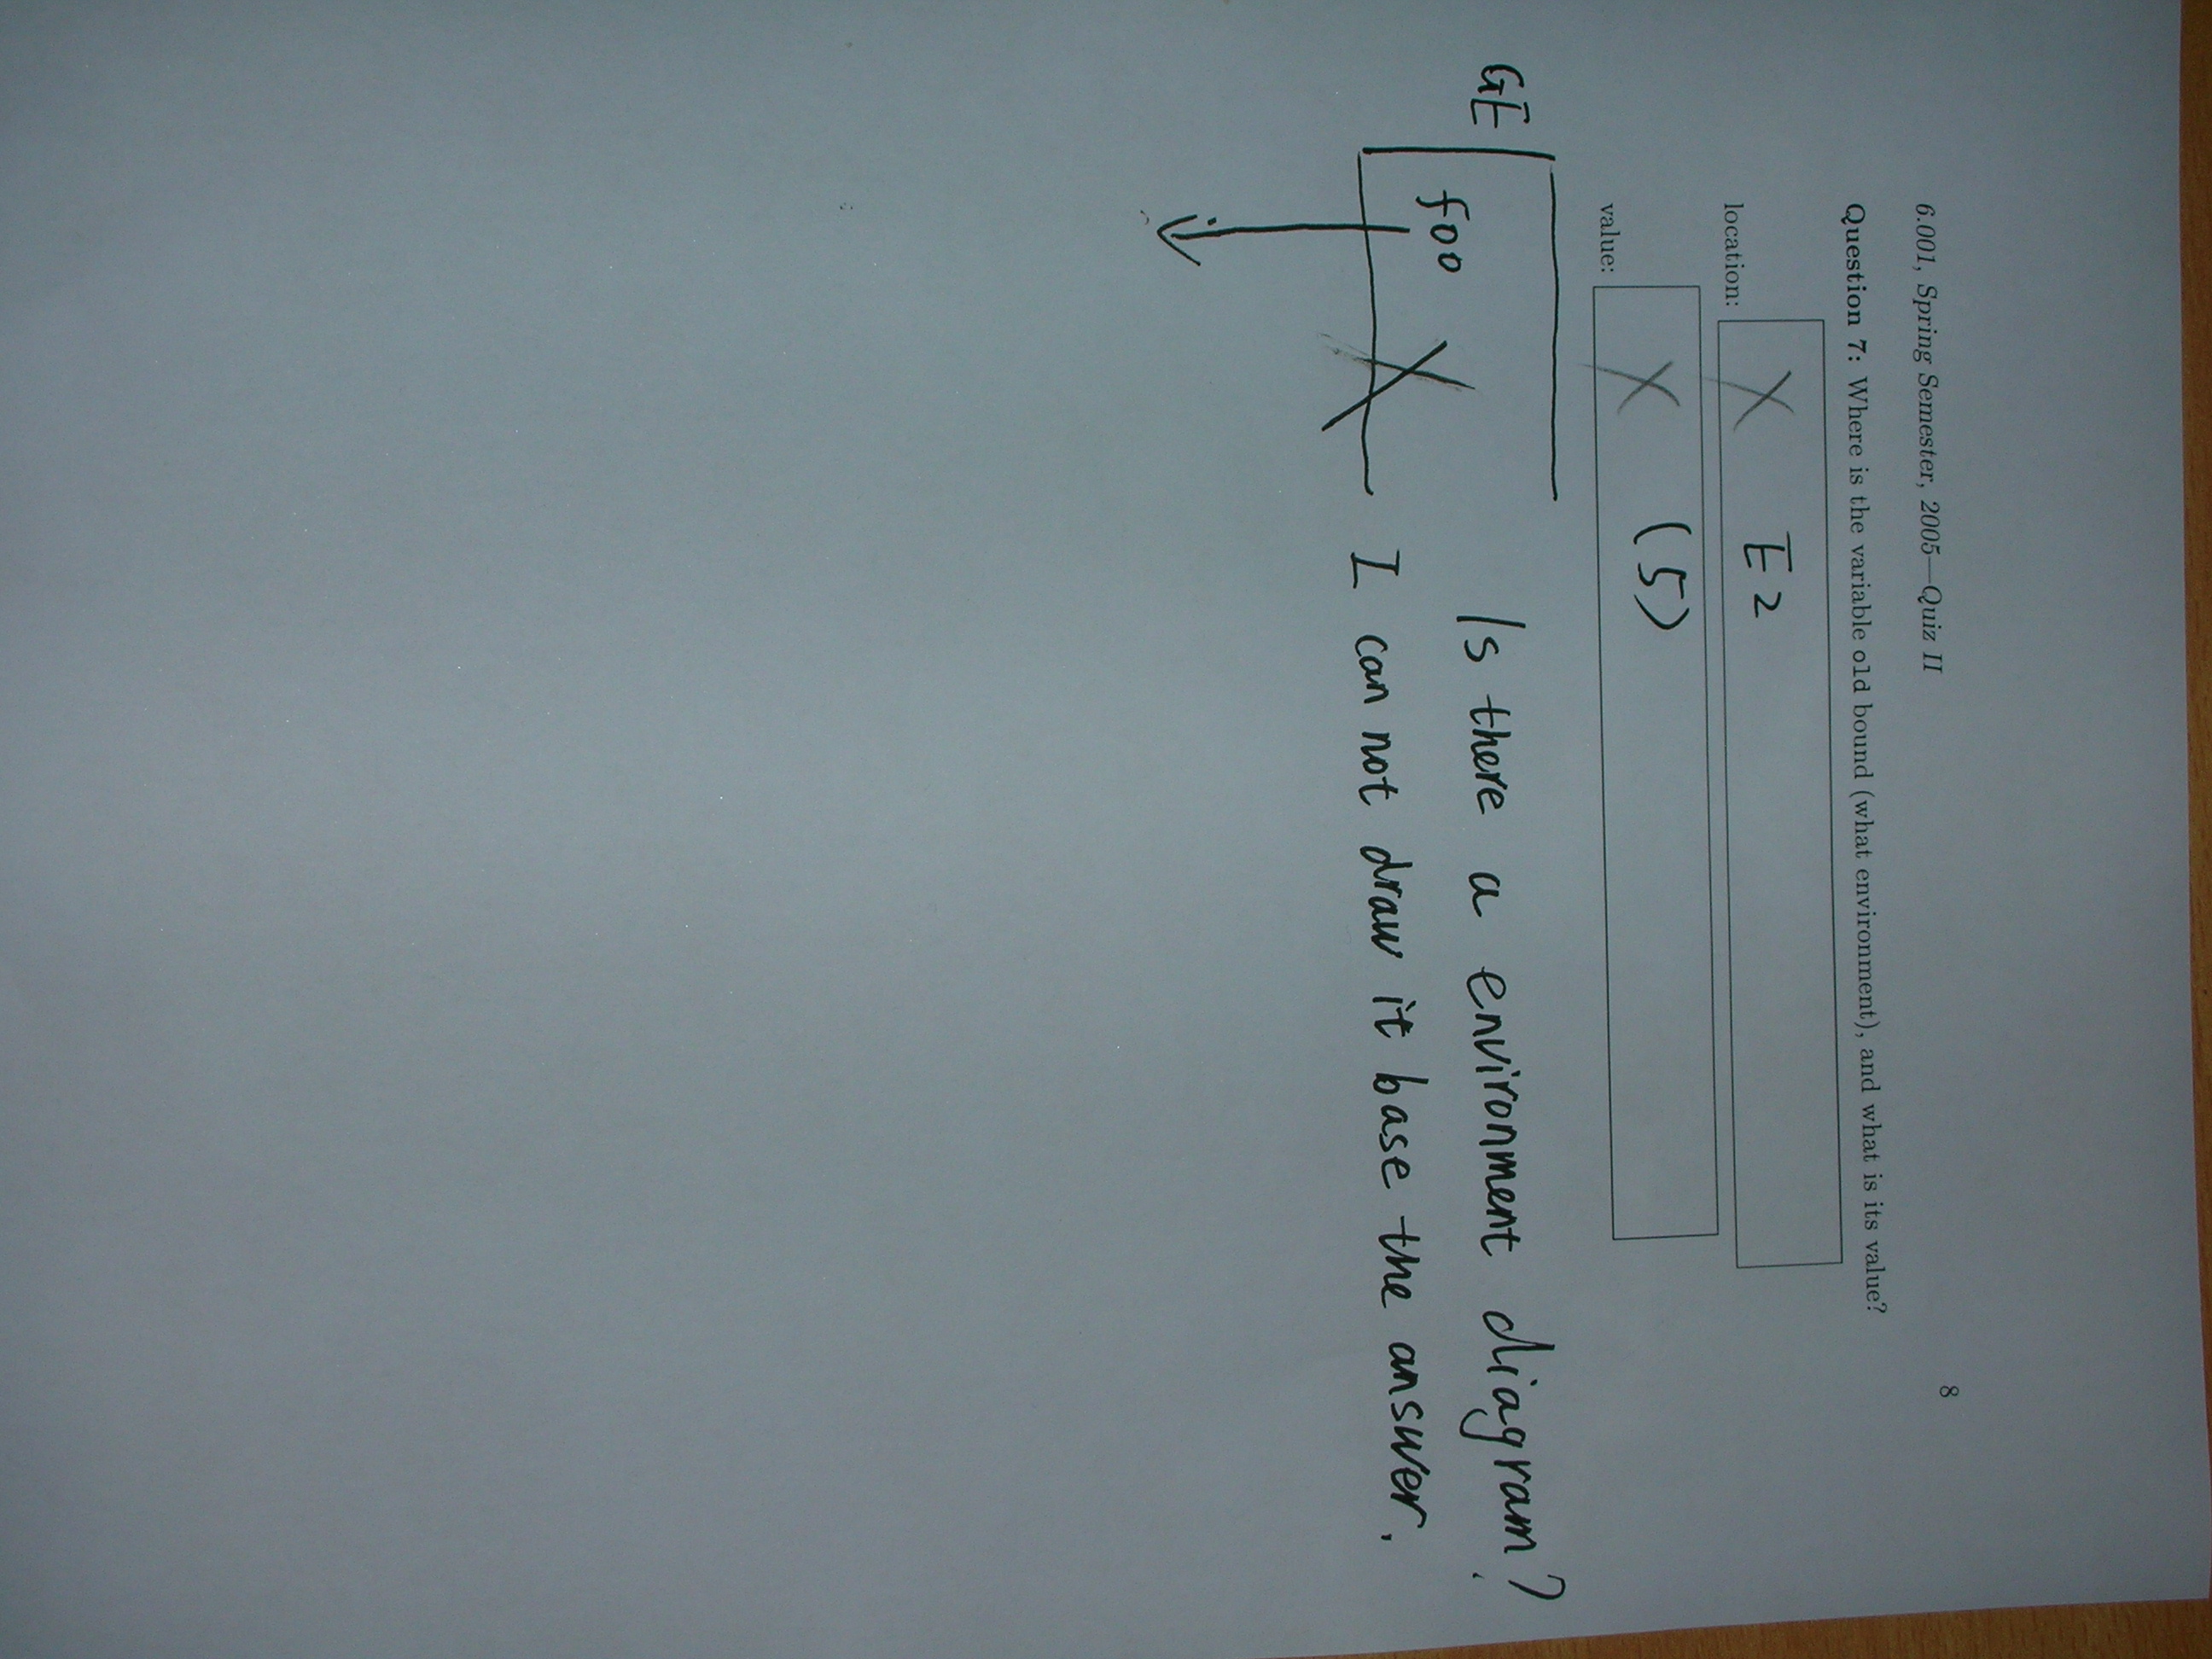 6.001, Spring Semester, 2005—Quiz II 8
Question 7: Where is the variable old bound (what environment), and what is its value?
location: X E2
value: X (5)
GE
foo X
Is there a environment diagram?
I can not draw it base the answer.